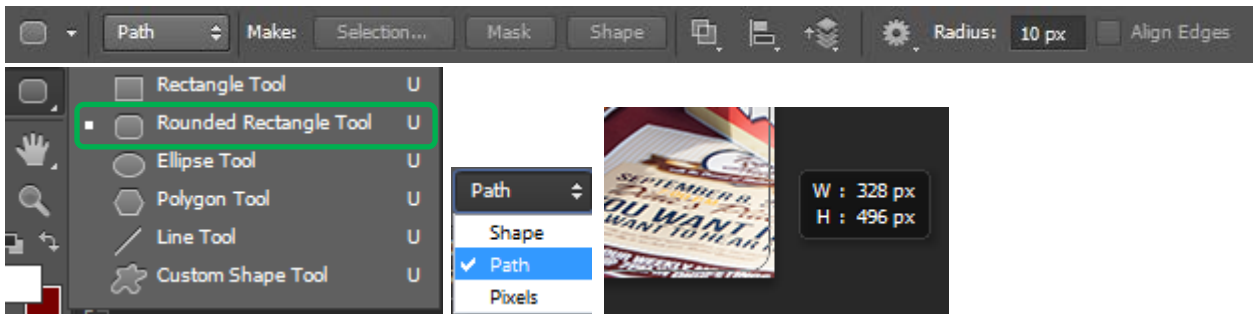 Path Make: Selection... Mask Shape Radius: 10 px Align Edges
Rectangle Tool U
Rounded Rectangle Tool U
Ellipse Tool U
Polygon Tool U
Line Tool U
Custom Shape Tool U
Path
Shape
Path
Pixels
SEPTEMBER 8
YOU WANT
WANT TO HEAR
W : 328 px
H : 496 px